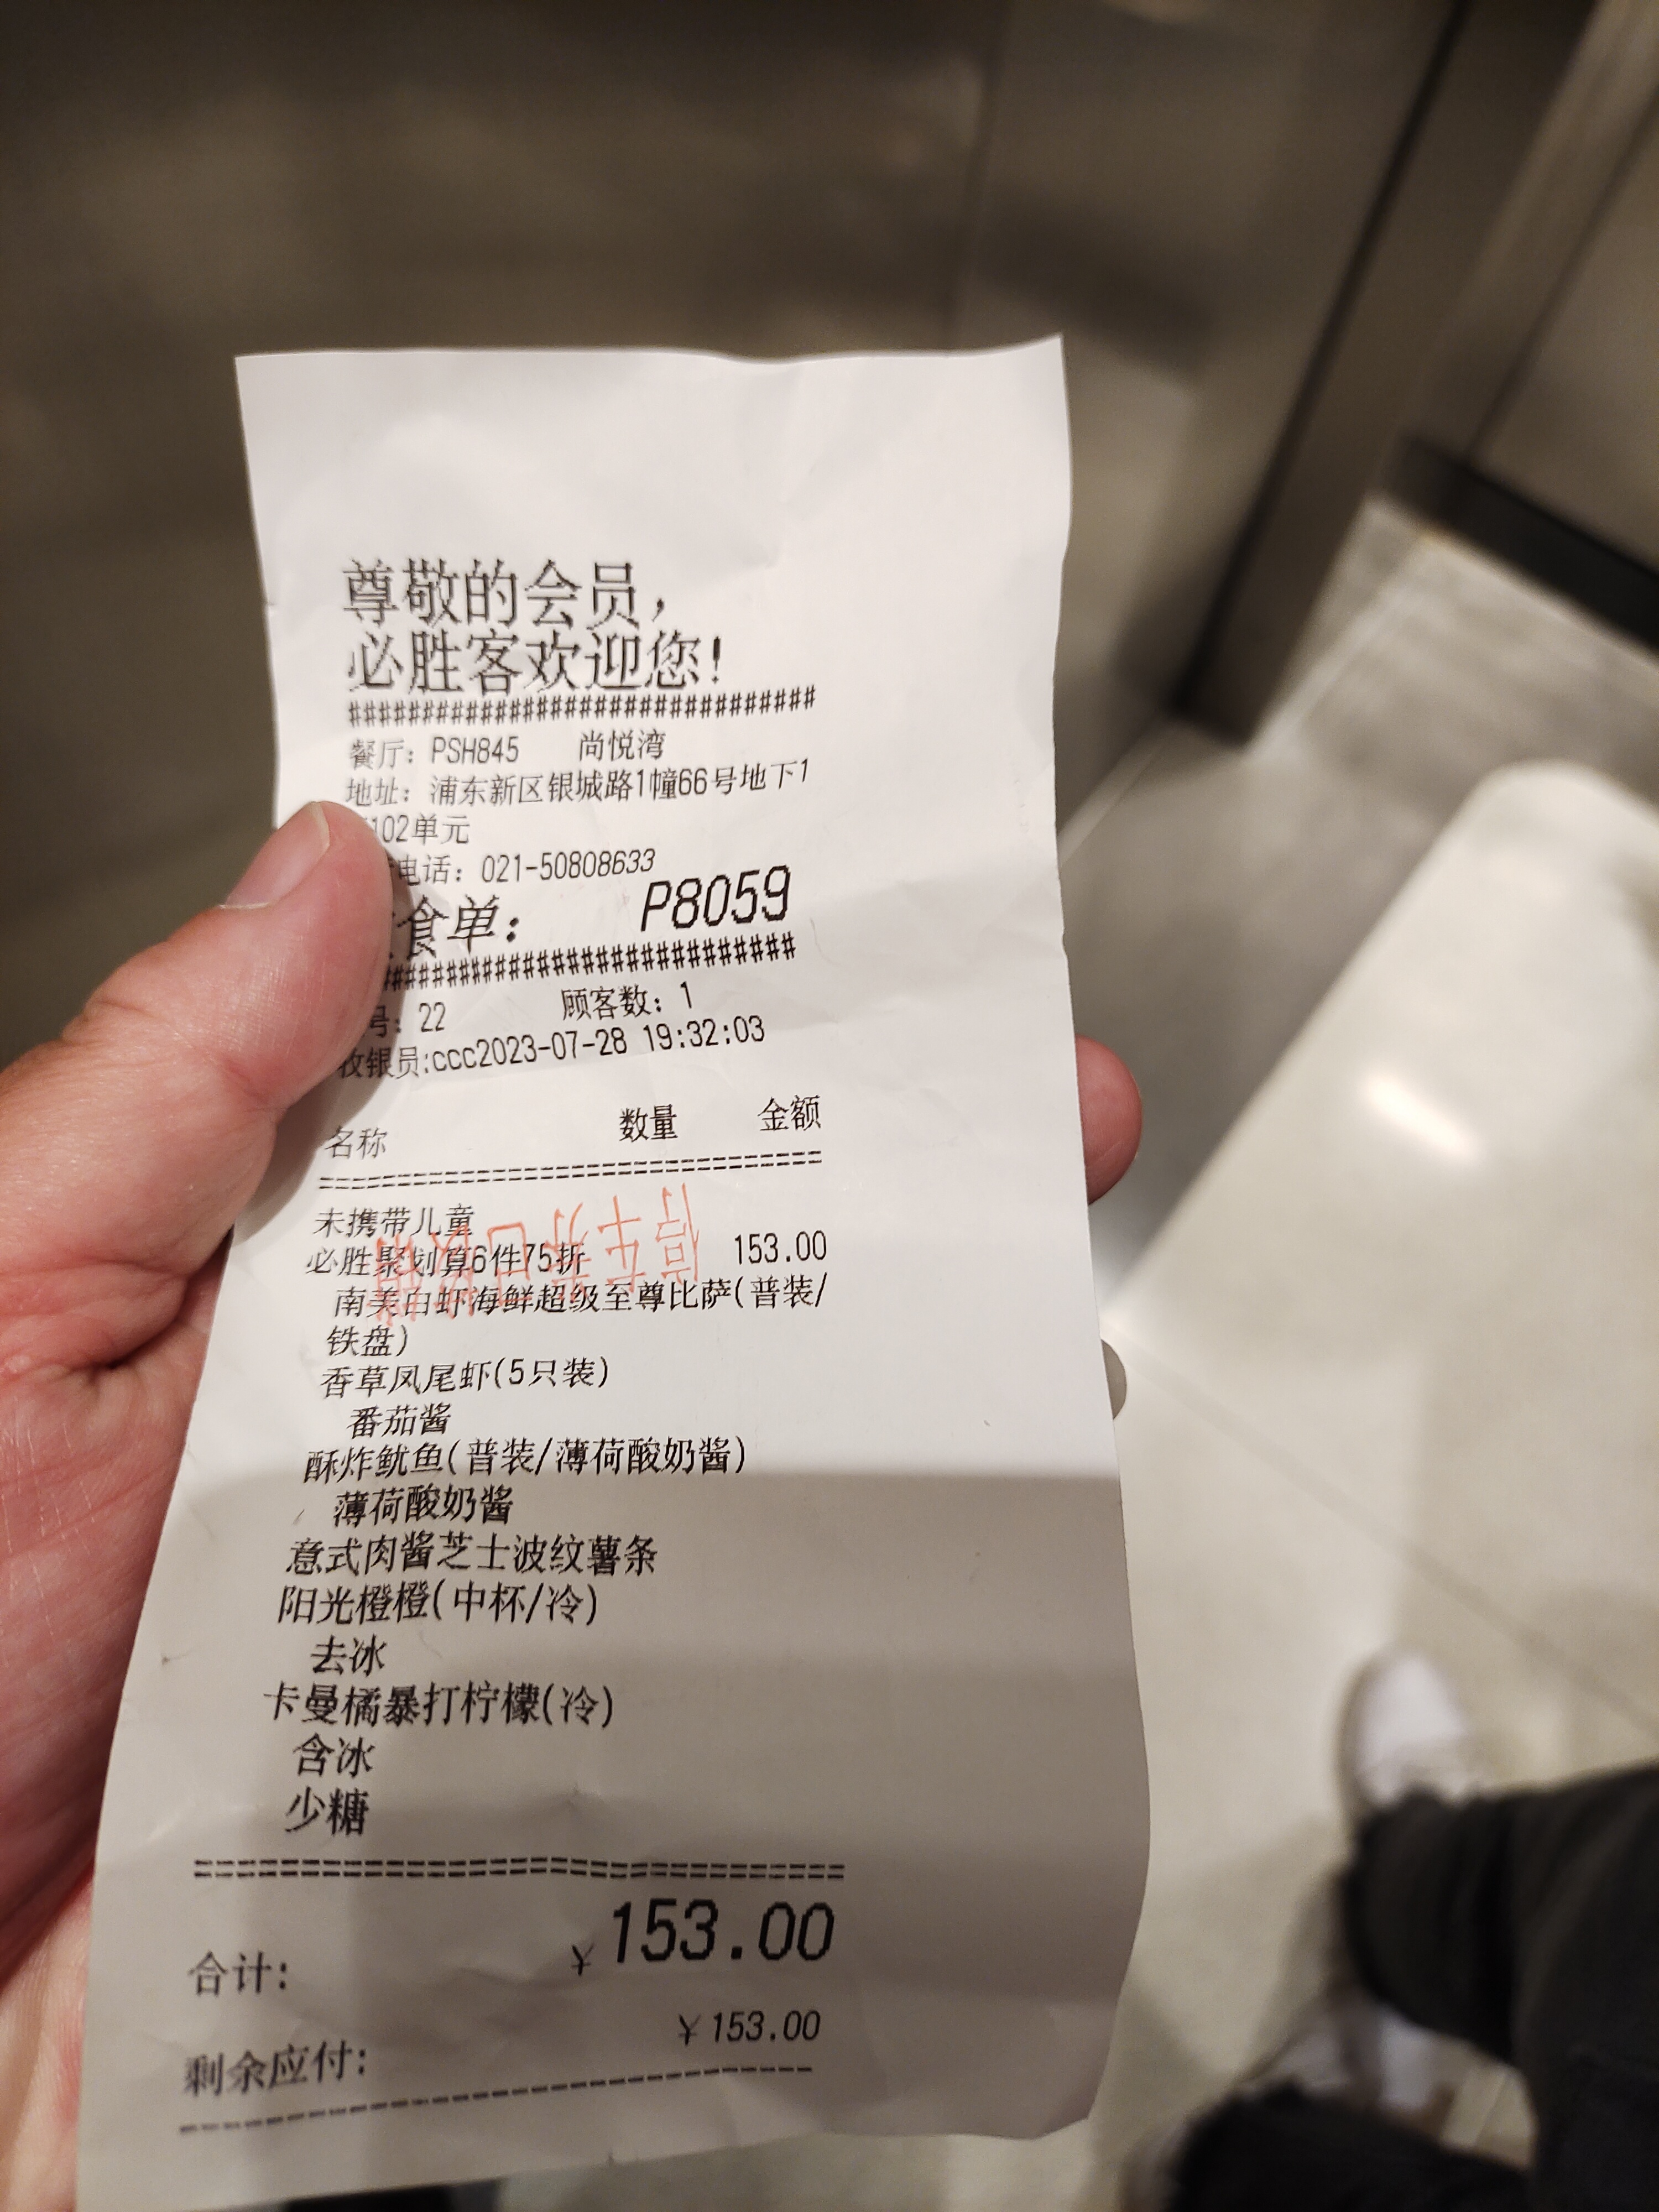 尊敬的会员，
必胜客欢迎您!
################################
餐厅: PSH845 尚悦湾
地址: 浦东新区银城路1幢66号地下1
102单元
电话: 021-50808633
食单: P8059
############################
号: 22 顾客数: 1
收银员:ccc2023-07-28 19:32:03
名称 数量 金额
==================================
未携带儿童
必胜聚划算6件75折 153.00
南美白虾海鲜超级至尊比萨(普装/
铁盘)
香草凤尾虾(5只装)
番茄酱
酥炸鱿鱼(普装/薄荷酸奶酱)
薄荷酸奶酱
意式肉酱芝士波纹薯条
阳光橙橙(中杯/冷)
去冰
卡曼橘暴打柠檬(冷)
含冰
少糖
==================================
合计: ￥153.00
剩余应付: ￥153.00
----------------------------------
停车券已核销